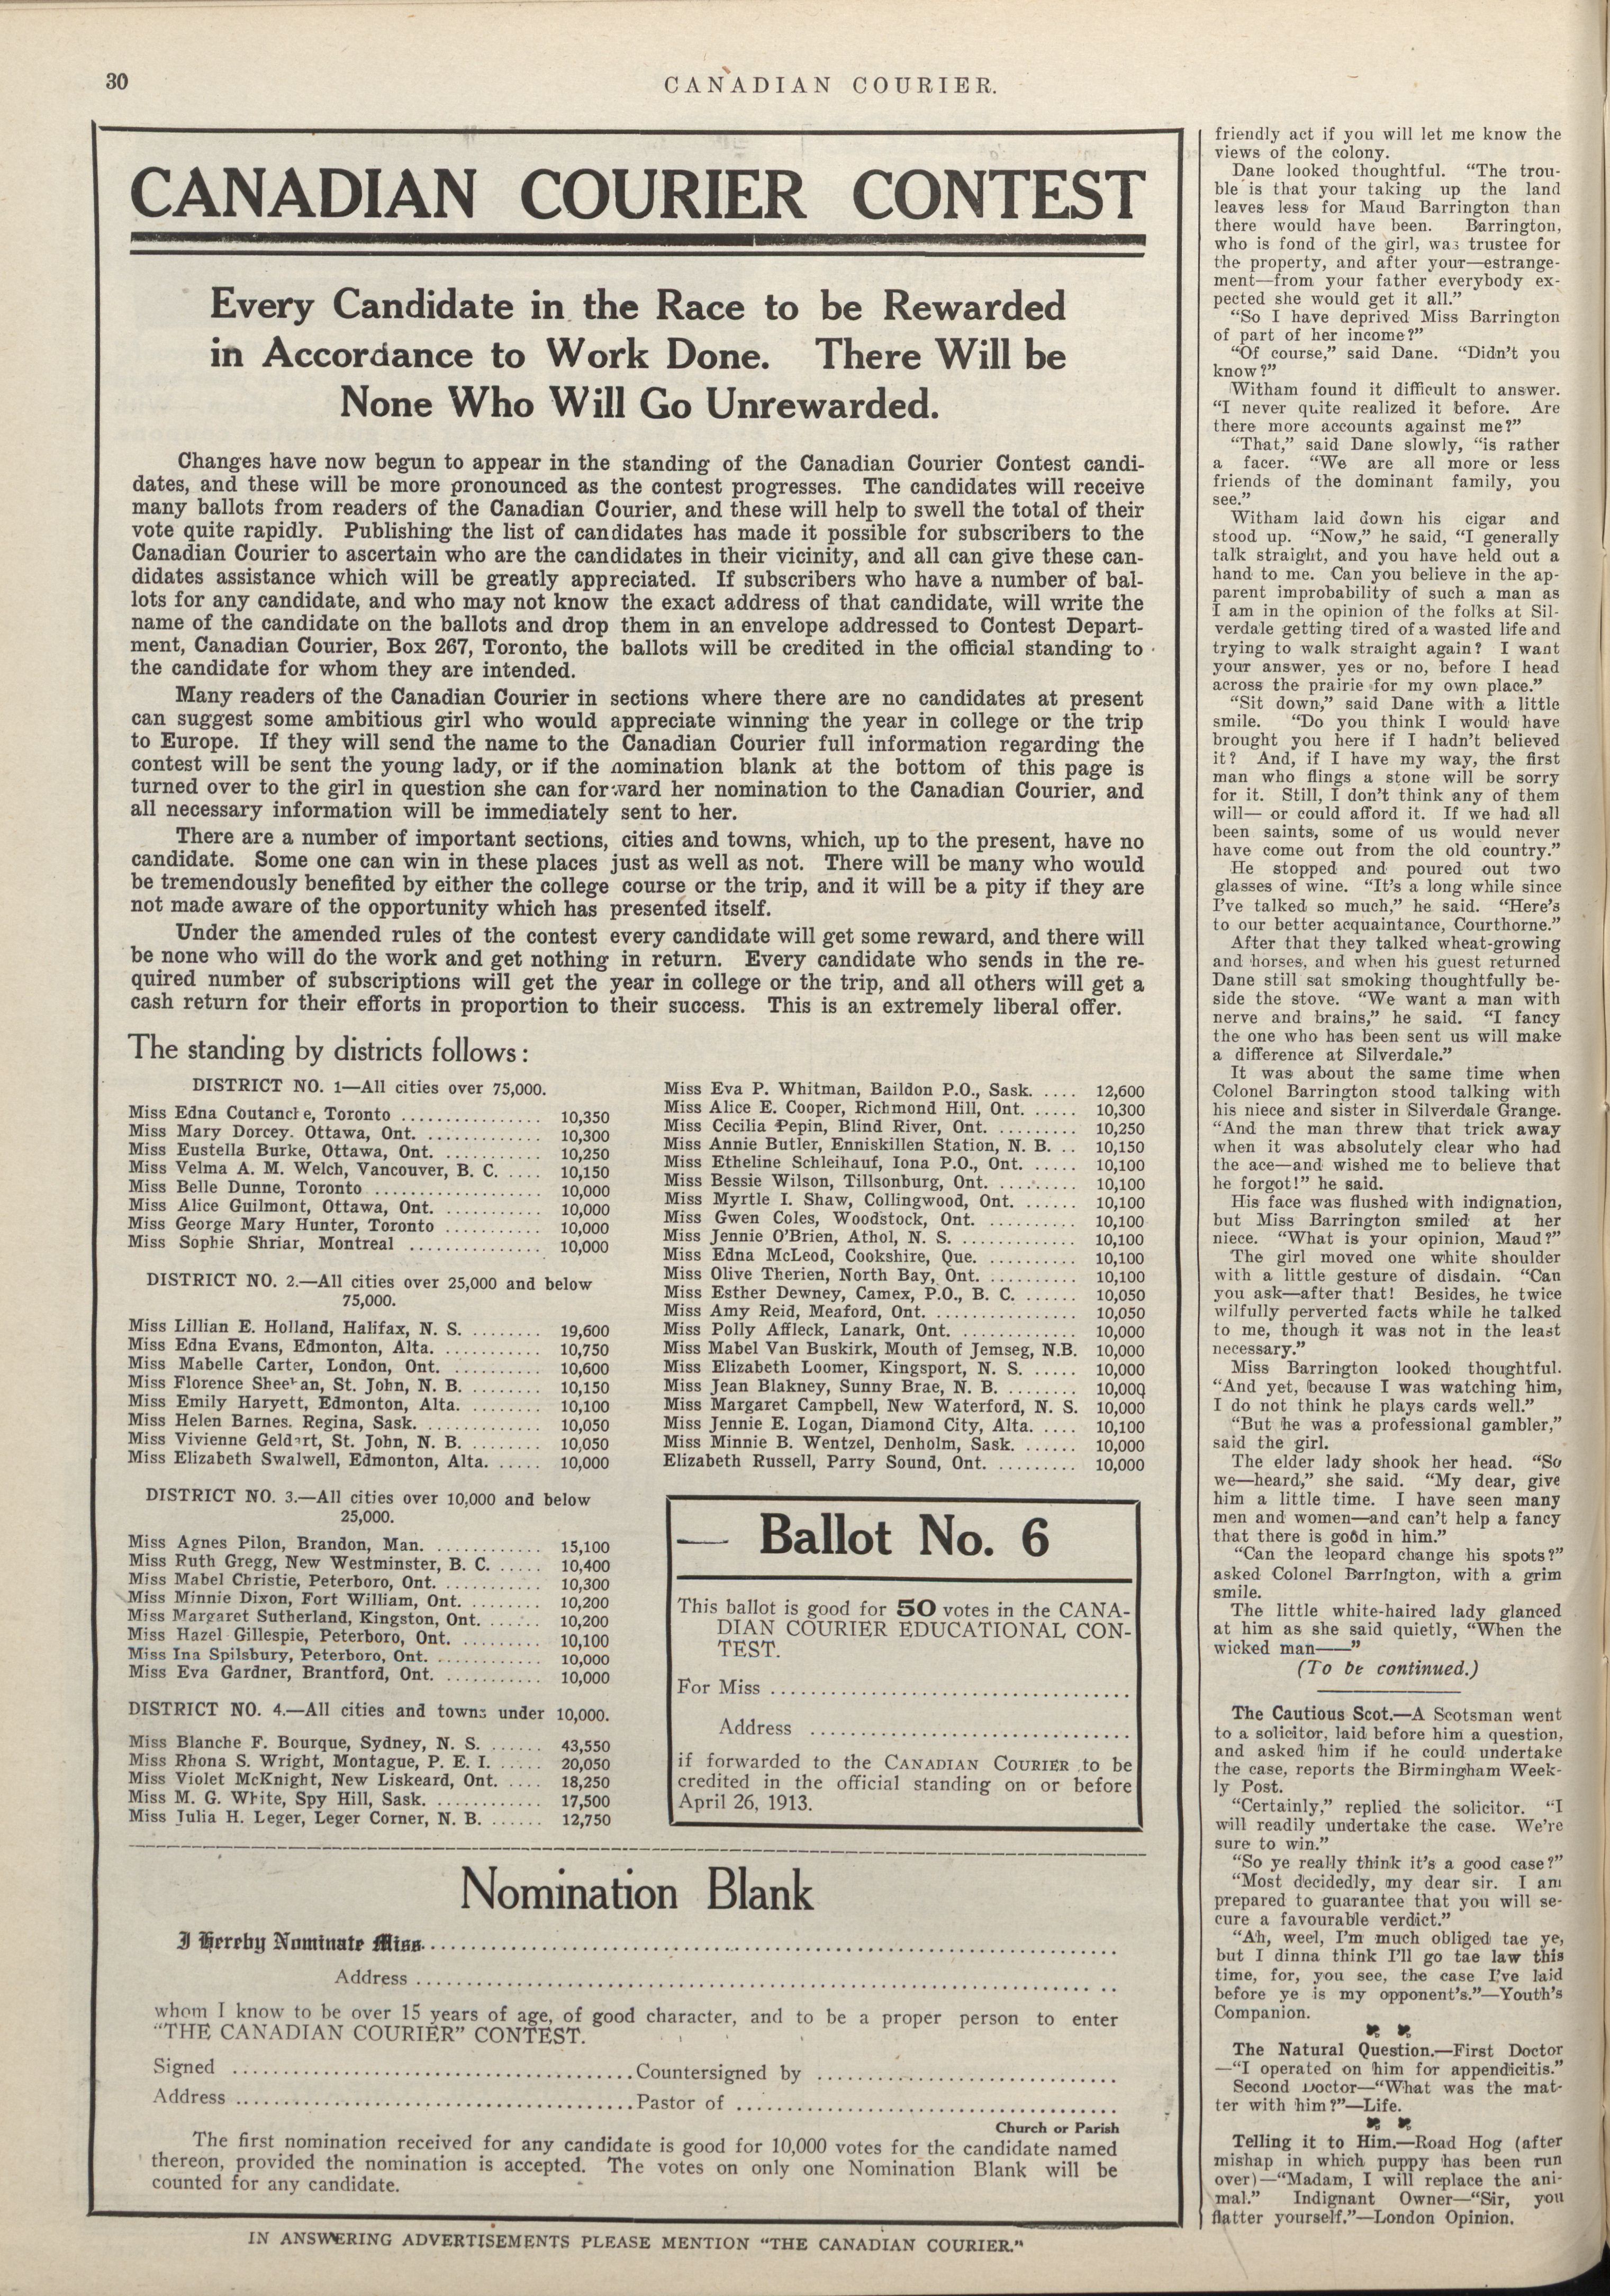 30
CANADIAN COURIER.
CANADIAN COURIER CONTEST
Every Candidate in the Race to be Rewarded
in Accordance to Work Done. There Will be
None Who Will Go Unrewarded.
Changes have now begun to appear in the standing of the Canadian Courier Contest candi-
dates, and these will be more pronounced as the contest progresses. The candidates will receive
many ballots from readers of the Canadian Courier, and these will help to swell the total of their
vote quite rapidly. Publishing the list of candidates has made it possible for subscribers to the
Canadian Courier to ascertain who are the candidates in their vicinity, and all can give these can-
didates assistance which will be greatly appreciated. If subscribers who have a number of bal-
lots for any candidate, and who may not know the exact address of that candidate, will write the
name of the candidate on the ballots and drop them in an envelope addressed to Contest Depart-
ment, Canadian Courier, Box 267, Toronto, the ballots will be credited in the official standing to
the candidate for whom they are intended.
Many readers of the Canadian Courier in sections where there are no candidates at present
can suggest some ambitious girl who would appreciate winning the year in college or the trip
to Europe. If they will send the name to the Canadian Courier full information regarding the
contest will be sent the young lady, or if the nomination blank at the bottom of this page is
turned over to the girl in question she can forward her nomination to the Canadian Courier, and
all necessary information will be immediately sent to her.
There are a number of important sections, cities and towns, which, up to the present, have no
candidate. Some one can win in these places just as well as not. There will be many who would
be tremendously benefited by either the college course or the trip, and it will be a pity if they are
not made aware of the opportunity which has presented itself.
Under the amended rules of the contest every candidate will get some reward, and there will
be none who will do the work and get nothing in return. Every candidate who sends in the re-
quired number of subscriptions will get the year in college or the trip, and all others will get a
cash return for their efforts in proportion to their success. This is an extremely liberal offer.
The standing by districts follows:
DISTRICT NO. 1—All cities over 75,000.
Miss Edna Coutanche, Toronto .............. 10,350
Miss Mary Dorcey. Ottawa, Ont. ............. 10,300
Miss Eustella Burke, Ottawa, Ont. ........... 10,250
Miss Velma A. M. Welch, Vancouver, B. C. .... 10,150
Miss Belle Dunne, Toronto .................. 10,000
Miss Alice Guilmont, Ottawa, Ont. ........... 10,000
Miss George Mary Hunter, Toronto ........... 10,000
Miss Sophie Shriar, Montreal ............... 10,000
DISTRICT NO. 2.—All cities over 25,000 and below
75,000.
Miss Lillian E. Holland, Halifax, N. S. ........ 19,600
Miss Edna Evans, Edmonton, Alta. ........... 10,750
Miss Mabelle Carter, London, Ont. .......... 10,600
Miss Florence Sheehan, St. John, N. B. ........ 10,150
Miss Emily Haryett, Edmonton, Alta. ........ 10,100
Miss Helen Barnes. Regina, Sask. ............ 10,050
Miss Vivienne Geldart, St. John, N. B. ........ 10,050
Miss Elizabeth Swalwell, Edmonton, Alta. ..... 10,000
DISTRICT NO. 3.—All cities over 10,000 and below
25,000.
Miss Agnes Pilon, Brandon, Man. ............ 15,100
Miss Ruth Gregg, New Westminster, B. C. ..... 10,400
Miss Mabel Christie, Peterboro, Ont. .......... 10,300
Miss Minnie Dixon, Fort William, Ont. ........ 10,200
Miss Margaret Sutherland, Kingston, Ont. ...... 10,200
Miss Hazel Gillespie, Peterboro, Ont. ......... 10,100
Miss Ina Spilsbury, Peterboro, Ont. ............ 10,000
Miss Eva Gardner, Brantford, Ont. ........... 10,000
DISTRICT NO. 4.—All cities and towns under 10,000.
Miss Blanche F. Bourque, Sydney, N. S. ...... 43,550
Miss Rhona S. Wright, Montague, P. E. I. ..... 20,050
Miss Violet McKnight, New Liskeard, Ont. .... 18,250
Miss M. G. White, Spy Hill, Sask. ............ 17,500
Miss Julia H. Leger, Leger Corner, N. B. ...... 12,750
Miss Eva P. Whitman, Baildon P.O., Sask. .... 12,600
Miss Alice E. Cooper, Richmond Hill, Ont. ..... 10,300
Miss Cecilia Pepin, Blind River, Ont. ......... 10,250
Miss Annie Butler, Enniskillen Station, N. B. .. 10,150
Miss Etheline Schleihauf, Iona P.O., Ont. ..... 10,100
Miss Bessie Wilson, Tillsonburg, Ont. ......... 10,100
Miss Myrtle I. Shaw, Collingwood, Ont. ...... 10,100
Miss Gwen Coles, Woodstock, Ont. .......... 10,100
Miss Jennie O'Brien, Athol, N. S. ............. 10,100
Miss Edna McLeod, Cookshire, Que. .......... 10,100
Miss Olive Therien, North Bay, Ont. .......... 10,100
Miss Esther Dewney, Camex, P.O., B. C. ...... 10,050
Miss Amy Reid, Meaford, Ont. ................ 10,050
Miss Polly Affleck, Lanark, Ont. ............. 10,000
Miss Mabel Van Buskirk, Mouth of Jemseg, N.B. 10,000
Miss Elizabeth Loomer, Kingsport, N. S. ..... 10,000
Miss Jean Blakney, Sunny Brae, N. B. ........ 10,000
Miss Margaret Campbell, New Waterford, N. S. 10,000
Miss Jennie E. Logan, Diamond City, Alta. .... 10,100
Miss Minnie B. Wentzel, Denholm, Sask. ...... 10,000
Elizabeth Russell, Parry Sound, Ont. ......... 10,000
Ballot No. 6
This ballot is good for 50 votes in the CANA-
DIAN COURIER EDUCATIONAL CON-
TEST.
For Miss ....................................
Address ................................
if forwarded to the CANADIAN COURIER to be
credited in the official standing on or before
April 26, 1913.
Nomination Blank
I Hereby Nominate Miss..........................................................
Address ..........................................................
whom I know to be over 15 years of age, of good character, and to be a proper person to enter
"THE CANADIAN COURIER" CONTEST.
Signed ....................................Countersigned by ..............................
Address ....................................Pastor of ....................................
Church or Parish
The first nomination received for any candidate is good for 10,000 votes for the candidate named
thereon, provided the nomination is accepted. The votes on only one Nomination Blank will be
counted for any candidate.
friendly act if you will let me know the
views of the colony.
Dane looked thoughtful. "The trou-
ble is that your taking up the land
leaves less for Maud Barrington than
there would have been. Barrington,
who is fond of the girl, was trustee for
the property, and after your—estrange-
ment—from your father everybody ex-
pected she would get it all."
"So I have deprived Miss Barrington
of part of her income?"
"Of course," said Dane. "Didn't you
know?"
Witham found it difficult to answer.
"I never quite realized it before. Are
there more accounts against me?"
"That," said Dane slowly, "is rather
a facer. "We are all more or less
friends of the dominant family, you
see."
Witham laid down his cigar and
stood up. "Now," he said, "I generally
talk straight, and you have held out a
hand to me. Can you believe in the ap-
parent improbability of such a man as
I am in the opinion of the folks at Sil-
verdale getting tired of a wasted life and
trying to walk straight again? I want
your answer, yes or no, before I head
across the prairie for my own place."
"Sit down," said Dane with a little
smile. "Do you think I would have
brought you here if I hadn't believed
it? And, if I have my way, the first
man who flings a stone will be sorry
for it. Still, I don't think any of them
will— or could afford it. If we had all
been saints, some of us would never
have come out from the old country."
He stopped and poured out two
glasses of wine. "It's a long while since
I've talked so much," he said. "Here's
to our better acquaintance, Courthorne."
After that they talked wheat-growing
and horses, and when his guest returned
Dane still sat smoking thoughtfully be-
side the stove. "We want a man with
nerve and brains," he said. "I fancy
the one who has been sent us will make
a difference at Silverdale."
It was about the same time when
Colonel Barrington stood talking with
his niece and sister in Silverdale Grange.
"And the man threw that trick away
when it was absolutely clear who had
the ace—and wished me to believe that
he forgot!" he said.
His face was flushed with indignation,
but Miss Barrington smiled at her
niece. "What is your opinion, Maud?"
The girl moved one white shoulder
with a little gesture of disdain. "Can
you ask—after that! Besides, he twice
wilfully perverted facts while he talked
to me, though it was not in the least
necessary."
Miss Barrington looked thoughtful.
"And yet, because I was watching him,
I do not think he plays cards well."
"But he was a professional gambler,"
said the girl.
The elder lady shook her head. "So
we—heard," she said. "My dear, give
him a little time. I have seen many
men and women—and can't help a fancy
that there is good in him."
"Can the leopard change his spots?"
asked Colonel Barrington, with a grim
smile.
The little white-haired lady glanced
at him as she said quietly, "When the
wicked man——"
(To be continued.)
The Cautious Scot.—A Scotsman went
to a solicitor, laid before him a question,
and asked him if he could undertake
the case, reports the Birmingham Week-
ly Post.
"Certainly," replied the solicitor. "I
will readily undertake the case. We're
sure to win."
"So ye really think it's a good case?"
"Most decidedly, my dear sir. I am
prepared to guarantee that you will se-
cure a favourable verdict."
"Ah, weel, I'm much obliged tae ye,
but I dinna think I'll go tae law this
time, for, you see, the case I've laid
before ye is my opponent's."—Youth's
Companion.
The Natural Question.—First Doctor
—"I operated on him for appendicitis."
Second Doctor—"What was the mat-
ter with him?"—Life.
Telling it to Him.—Road Hog (after
mishap in which puppy has been run
over)—"Madam, I will replace the ani-
mal." Indignant Owner—"Sir, you
flatter yourself."—London Opinion.
IN ANSWERING ADVERTISEMENTS PLEASE MENTION "THE CANADIAN COURIER."